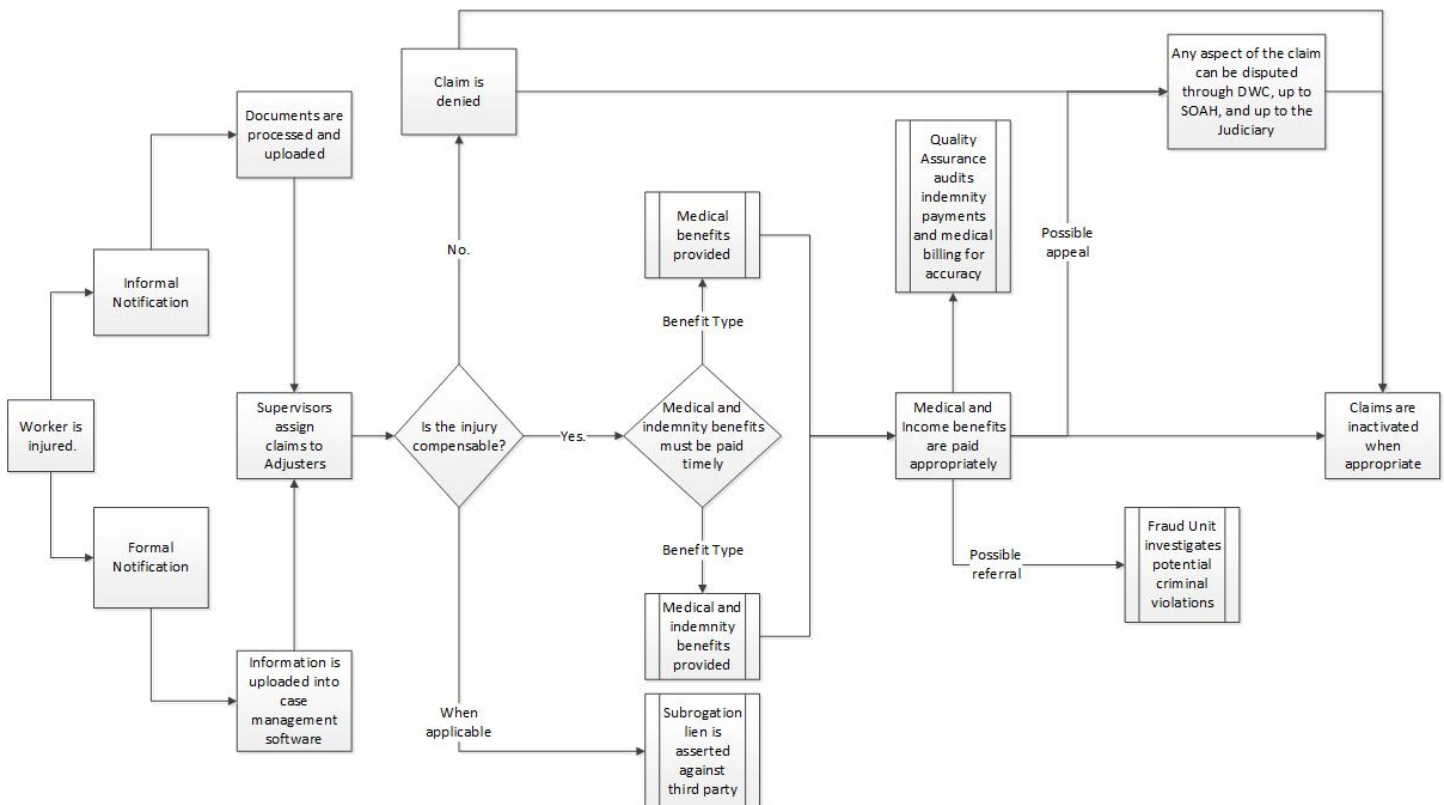 Worker is
injured.
Informal
Notification
Formal
Notification
Documents are
processed and
uploaded
Supervisors
assign
claims to
Adjusters
Information is
uploaded into
case
management
software
Claim is
denied
No.
Is the injury
compensable?
Yes.
When
applicable
Medical
benefits
provided
Benefit Type
Medical and
indemnity benefits
must be paid
timely
Benefit Type
Medical and
indemnity
benefits
provided
Subrogation
lien is
asserted
against
third party
Quality
Assurance
audits
indemnity
payments
and medical
billing for
accuracy
Medical and
Income benefits
are paid
appropriately
Possible
appeal
Possible
referral
Any aspect of the claim
can be disputed
through DWC, up to
SOAH, and up to the
Judiciary
Fraud Unit
investigates
potential
criminal
violations
Claims are
inactivated
when
appropriate